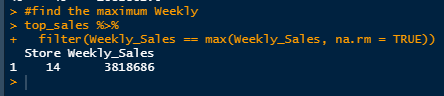 > #find the maximum Weekly
> top_sales %>%
+   filter(Weekly_Sales == max(Weekly_Sales, na.rm = TRUE))
  Store Weekly_Sales
1    14      3818686
>